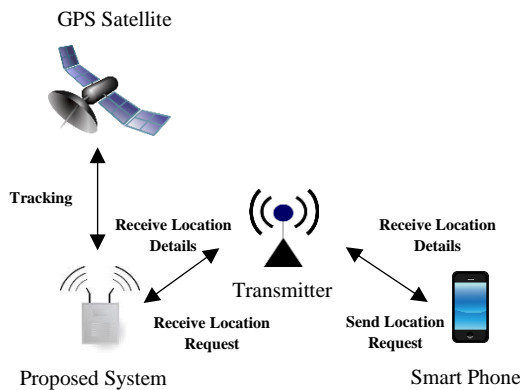 GPS Satellite
Tracking
Receive Location
Details
Receive Location
Details
Transmitter
Receive Location
Request
Send Location
Request
Proposed System
Smart Phone